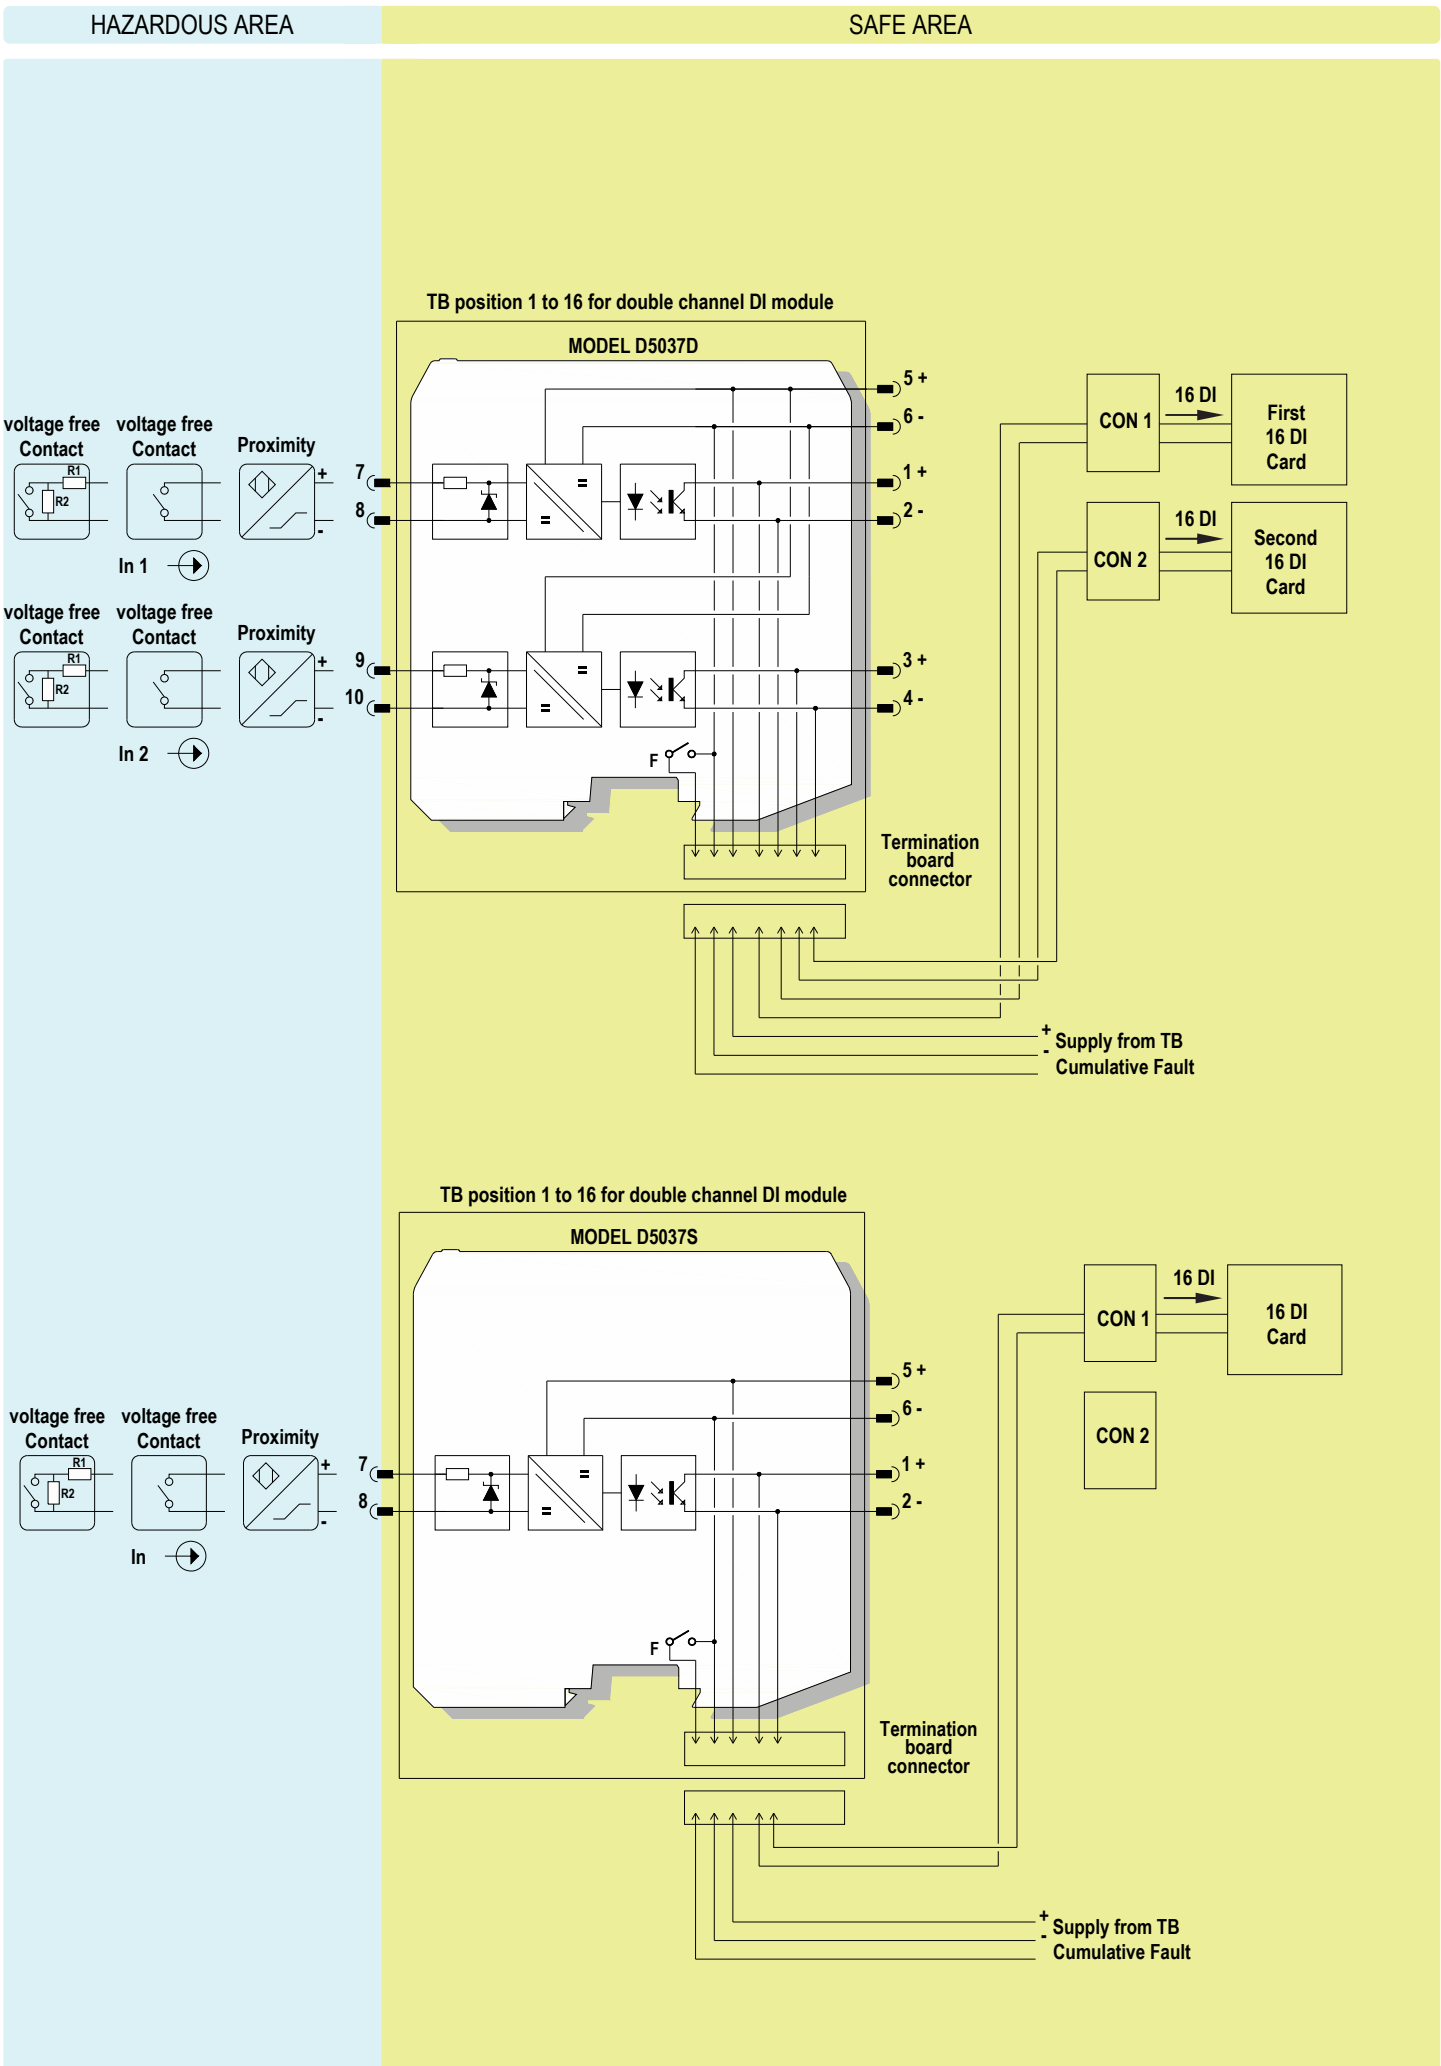 HAZARDOUS AREA
SAFE AREA
TB position 1 to 16 for double channel DI module
MODEL D5037D
5 +
6 -
1 +
2 -
3 +
4 -
voltage free
Contact
R1
R2
voltage free
Contact
Proximity
+
-
7
8
In 1
voltage free
Contact
R1
R2
voltage free
Contact
Proximity
+
-
9
10
In 2
F
Termination
board
connector
CON 1
16 DI
First
16 DI
Card
CON 2
16 DI
Second
16 DI
Card
+
-
Supply from TB
Cumulative Fault
TB position 1 to 16 for double channel DI module
MODEL D5037S
5 +
6 -
1 +
2 -
voltage free
Contact
R1
R2
voltage free
Contact
Proximity
+
-
7
8
In
F
Termination
board
connector
CON 1
16 DI
16 DI
Card
CON 2
+
-
Supply from TB
Cumulative Fault